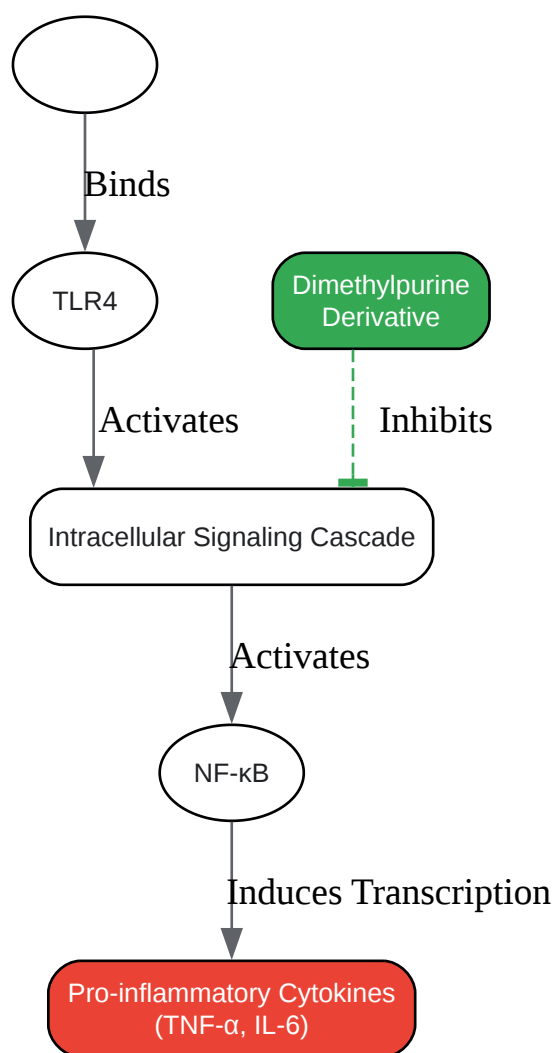 Binds
TLR4
Dimethylpurine
Derivative
Activates
Inhibits
Intracellular Signaling Cascade
Activates
NF-κB
Induces Transcription
Pro-inflammatory Cytokines
(TNF-α, IL-6)